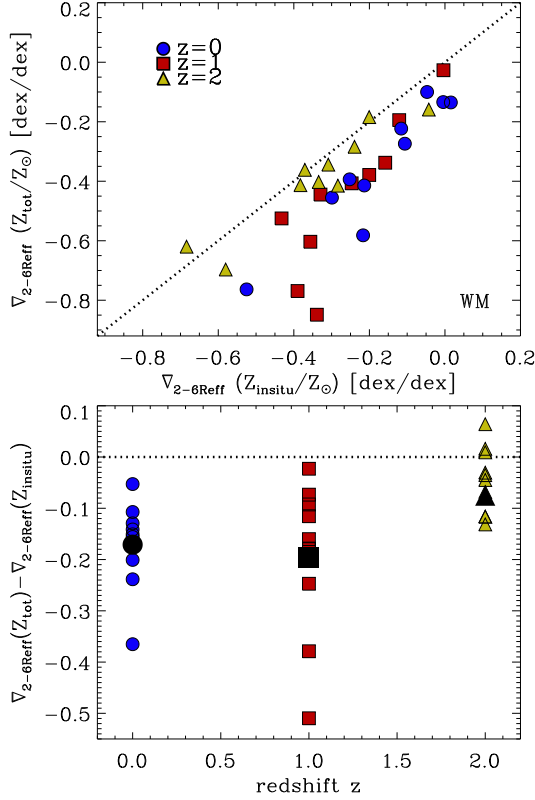 0.2
0.0
−0.2
−0.4
−0.6
−0.8
∇2-6Reff (Ztot/Z⊙) [dex/dex]
z=0
z=1
z=2
WM
−0.8 −0.6 −0.4 −0.2 0.0 0.2
∇2-6Reff (Zinsitu/Z⊙) [dex/dex]
0.1
0.0
−0.1
−0.2
−0.3
−0.4
−0.5
∇2-6Reff(Ztot)−∇2-6Reff(Zinsitu)
0.0 0.5 1.0 1.5 2.0
redshift z